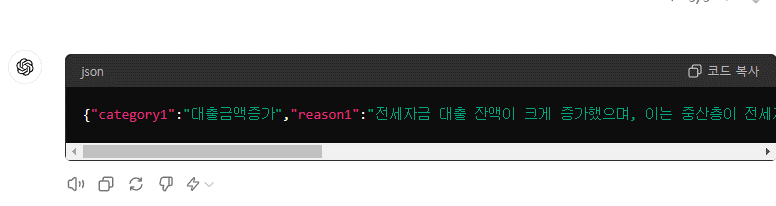 json
코드 복사
{"category1":"대출금액증가","reason1":"전세자금 대출 잔액이 크게 증가했으며, 이는 중산층이 전세